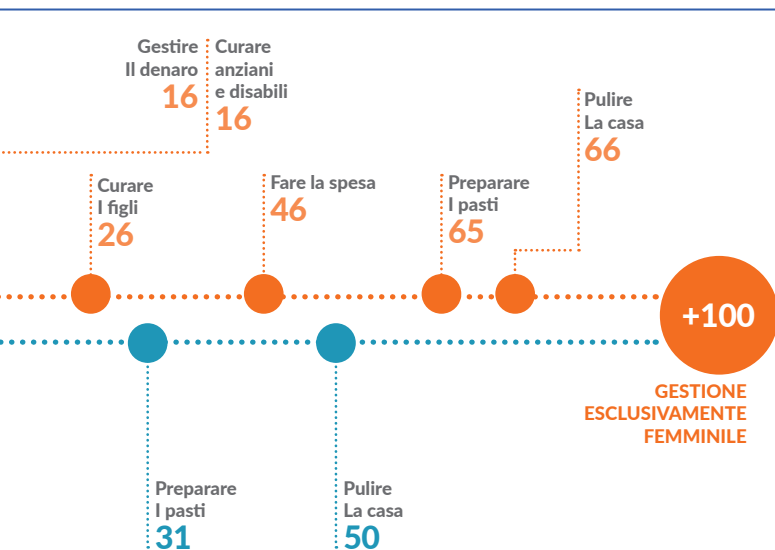 Gestire
Il denaro
16
Curare
anziani
e disabili
16
Pulire
La casa
66
Curare
I figli
26
Fare la spesa
46
Preparare
I pasti
65
+100
GESTIONE
ESCLUSIVAMENTE
FEMMINILE
Preparare
I pasti
31
Pulire
La casa
50